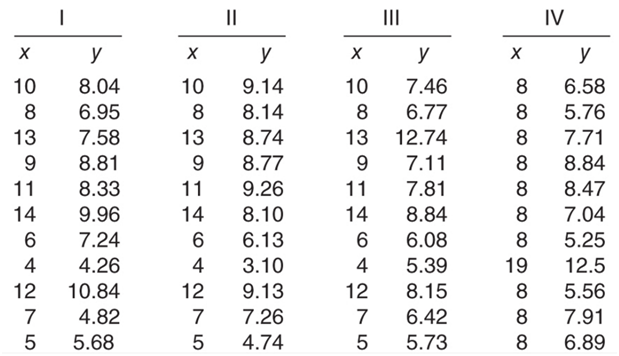 I II III IV
x y x y x y x y
10 8.04 10 9.14 10 7.46 8 6.58
8 6.95 8 8.14 8 6.77 8 5.76
13 7.58 13 8.74 13 12.74 8 7.71
9 8.81 9 8.77 9 7.11 8 8.84
11 8.33 11 9.26 11 7.81 8 8.47
14 9.96 14 8.10 14 8.84 8 7.04
6 7.24 6 6.13 6 6.08 8 5.25
4 4.26 4 3.10 4 5.39 19 12.5
12 10.84 12 9.13 12 8.15 8 5.56
7 4.82 7 7.26 7 6.42 8 7.91
5 5.68 5 4.74 5 5.73 8 6.89